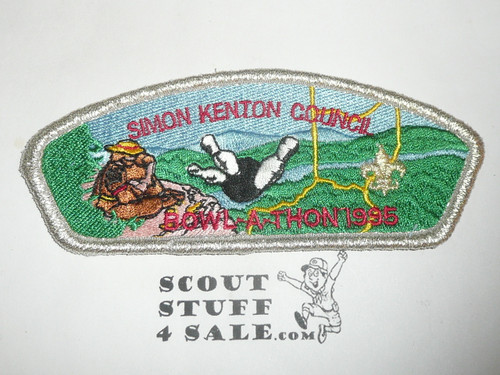 SIMON KENTON COUNCIL
BOWL-A-THON 1995
SCOUT
STUFF
4 SALE.com